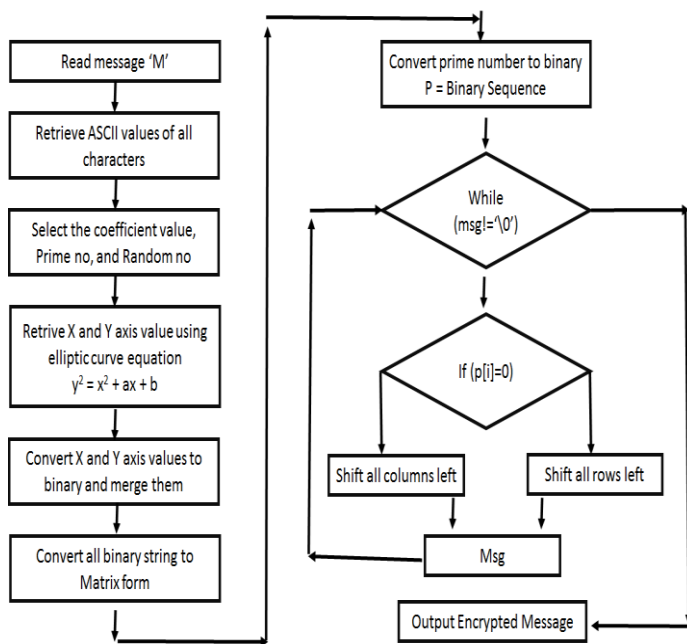 Read message ‘M’
Retrieve ASCII values of all
characters
Select the coefficient value,
Prime no, and Random no
Retrive X and Y axis value using
elliptic curve equation
y² = x² + ax + b
Convert X and Y axis values to
binary and merge them
Convert all binary string to
Matrix form
Convert prime number to binary
P = Binary Sequence
While
(msg!=‘\0’)
If (p[i]=0)
Shift all columns left
Shift all rows left
Msg
Output Encrypted Message